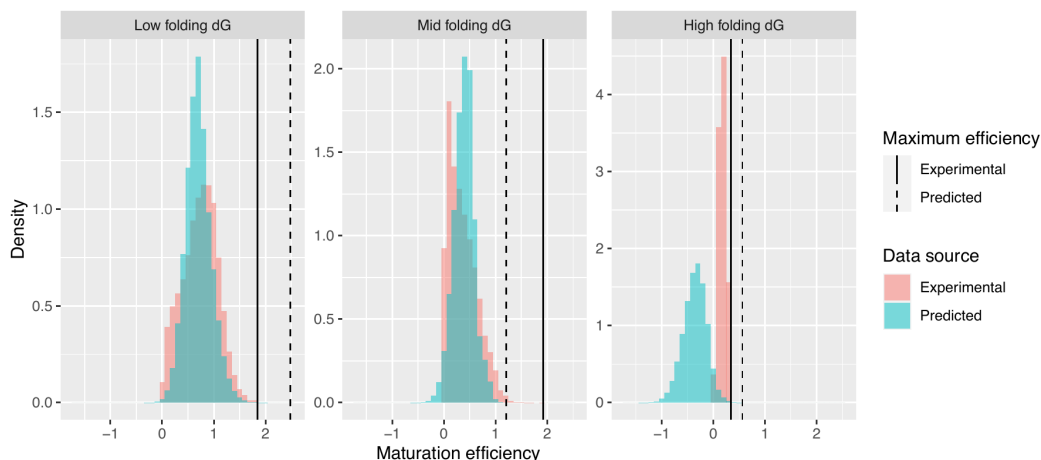 Low folding dG
Mid folding dG
High folding dG
Density
0.0
0.5
1.0
1.5
0.0
0.5
1.0
1.5
2.0
0
1
2
3
4
−1 0 1 2
−1 0 1 2
−1 0 1 2
Maturation efficiency
Maximum efficiency
Experimental
Predicted
Data source
Experimental
Predicted